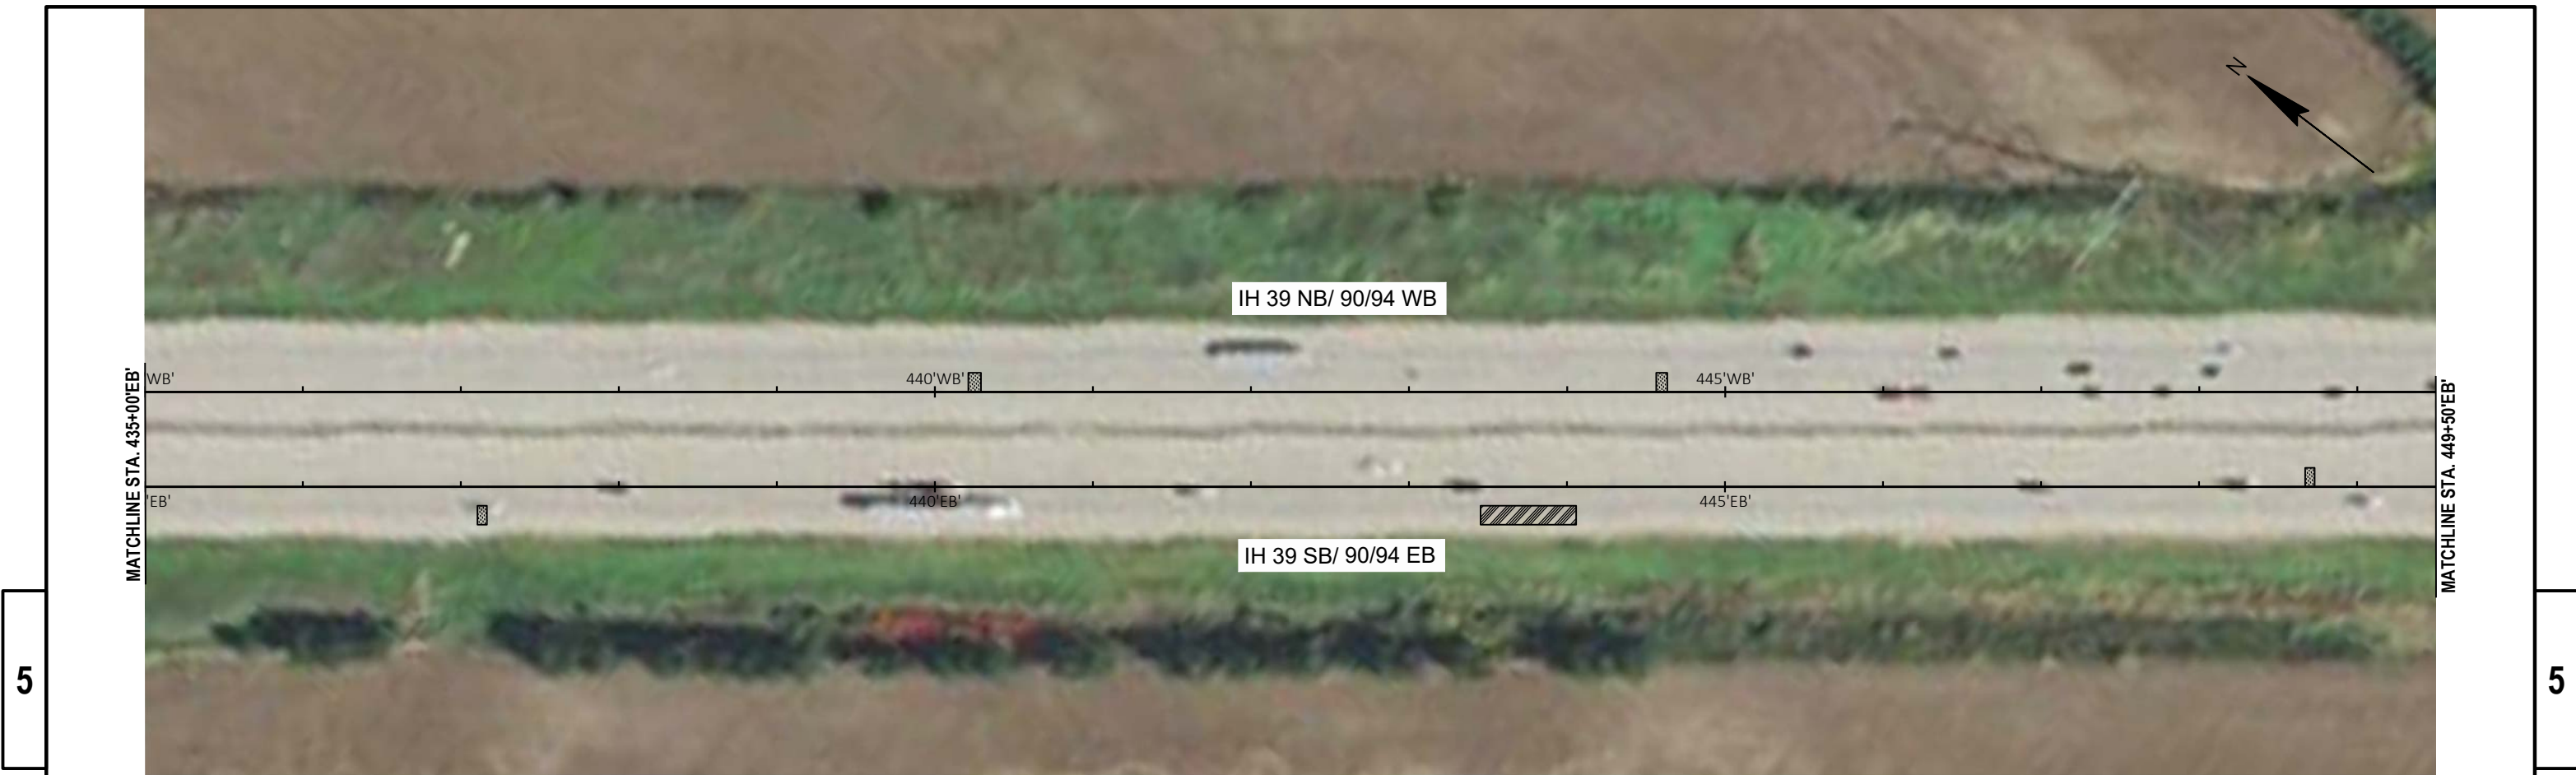 N
IH 39 NB/ 90/94 WB
WB'
440'WB'
445'WB'
MATCHLINE STA. 435+00'EB'
MATCHLINE STA. 449+50'EB'
'EB'
440'EB'
445'EB'
IH 39 SB/ 90/94 EB
5
5